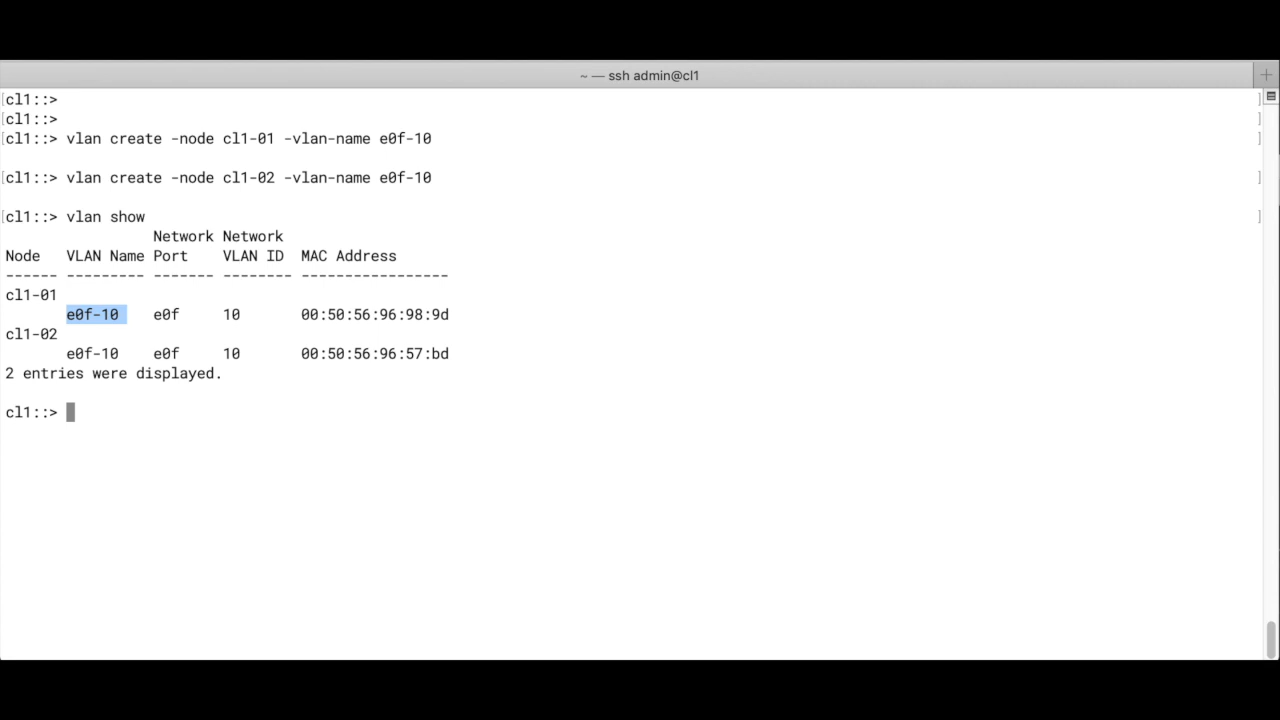 ~ — ssh admin@cl1
[cl1::> ]
[cl1::> ]
[cl1::> vlan create -node cl1-01 -vlan-name e0f-10 ]
[cl1::> vlan create -node cl1-02 -vlan-name e0f-10 ]
[cl1::> vlan show ]
Network Network
Node VLAN Name Port VLAN ID MAC Address
------ --------- ------- -------- -----------------
cl1-01
e0f-10 e0f 10 00:50:56:96:98:9d
cl1-02
e0f-10 e0f 10 00:50:56:96:57:bd
2 entries were displayed.
cl1::>